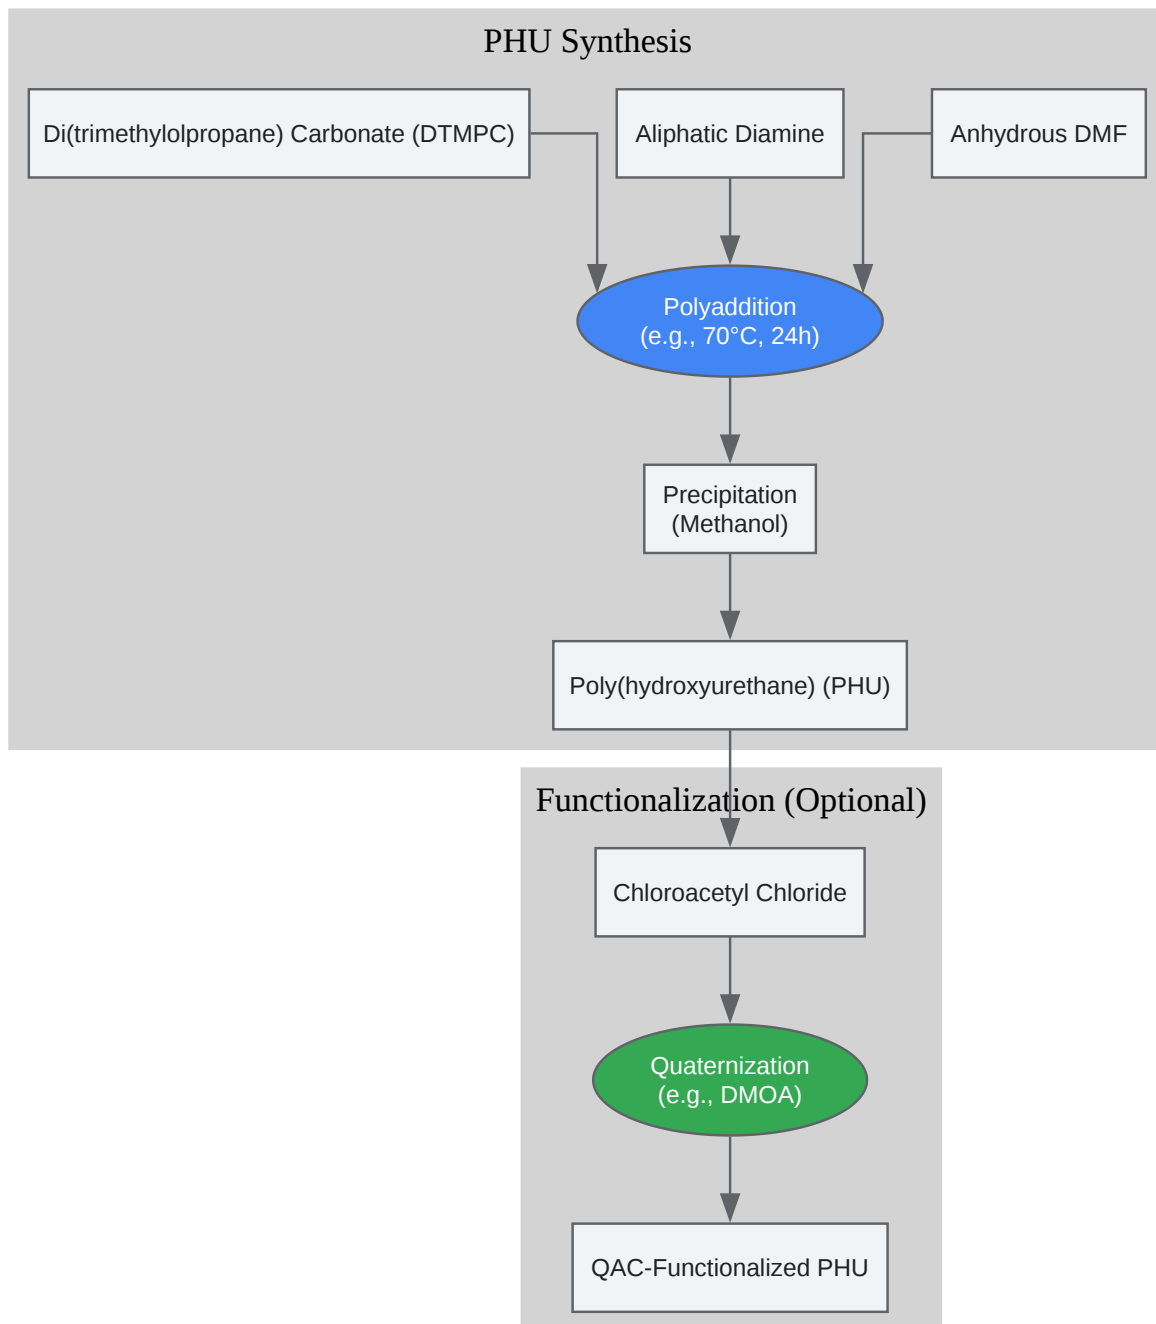 PHU Synthesis
Di(trimethylolpropane) Carbonate (DTMPC)
Aliphatic Diamine
Anhydrous DMF
Polyaddition
(e.g., 70°C, 24h)
Precipitation
(Methanol)
Poly(hydroxyurethane) (PHU)
Functionalization (Optional)
Chloroacetyl Chloride
Quaternization
(e.g., DMOA)
QAC-Functionalized PHU